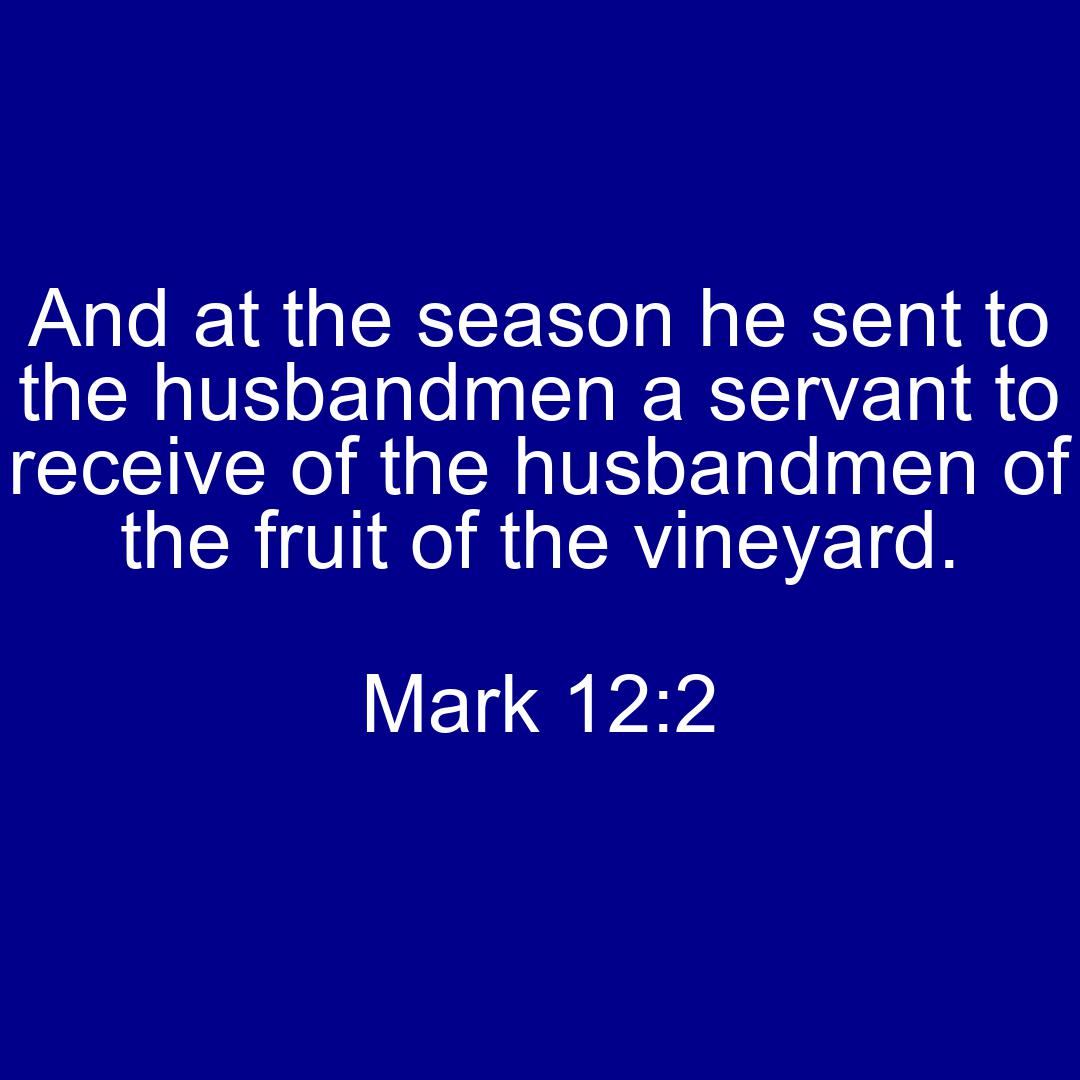 And at the season he sent to
the husbandmen a servant to
receive of the husbandmen of
the fruit of the vineyard.
Mark 12:2